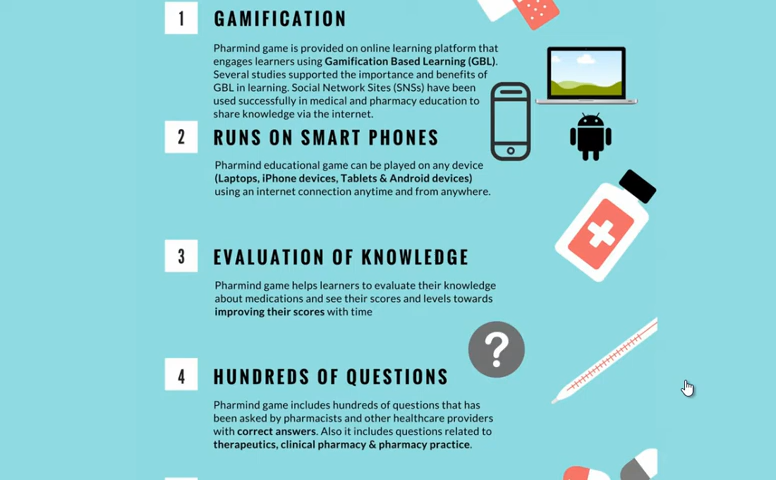 1 GAMIFICATION
Pharmind game is provided on online learning platform that
engages learners using Gamification Based Learning (GBL).
Several studies supported the importance and benefits of
GBL in learning. Social Network Sites (SNSs) have been
used successfully in medical and pharmacy education to
share knowledge via the internet.
2 RUNS ON SMART PHONES
Pharmind educational game can be played on any device
(Laptops, iPhone devices, Tablets & Android devices)
using an internet connection anytime and from anywhere.
3 EVALUATION OF KNOWLEDGE
Pharmind game helps learners to evaluate their knowledge
about medications and see their scores and levels towards
improving their scores with time
?
4 HUNDREDS OF QUESTIONS
Pharmind game includes hundreds of questions that has
been asked by pharmacists and other healthcare providers
with correct answers. Also it includes questions related to
therapeutics, clinical pharmacy & pharmacy practice.